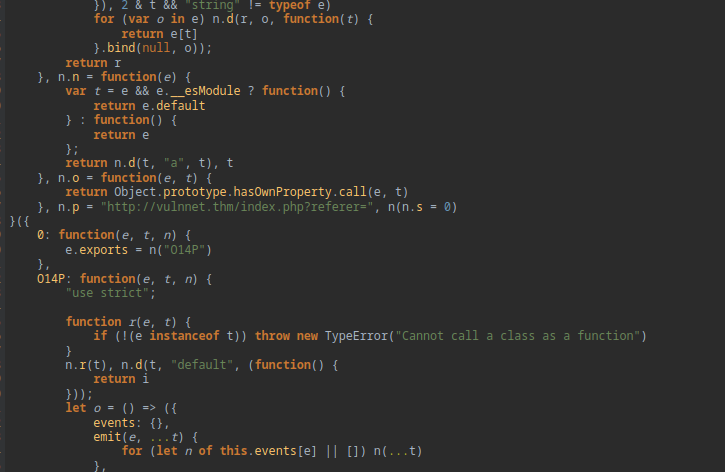 }), 2 & t && "string" != typeof e)
for (var o in e) n.d(r, o, function(t) {
return e[t]
}.bind(null, o));
return r
}, n.n = function(e) {
var t = e && e.__esModule ? function() {
return e.default
} : function() {
return e
};
return n.d(t, "a", t), t
}, n.o = function(e, t) {
return Object.prototype.hasOwnProperty.call(e, t)
}, n.p = "http://vulnnet.thm/index.php?referer=", n(n.s = 0)
}({
0: function(e, t, n) {
e.exports = n("O14P")
},
O14P: function(e, t, n) {
"use strict";
function r(e, t) {
if (!(e instanceof t)) throw new TypeError("Cannot call a class as a function")
}
n.r(t), n.d(t, "default", (function() {
return i
}));
let o = () => ({
events: {},
emit(e, ...t) {
for (let n of this.events[e] || []) n(...t)
},